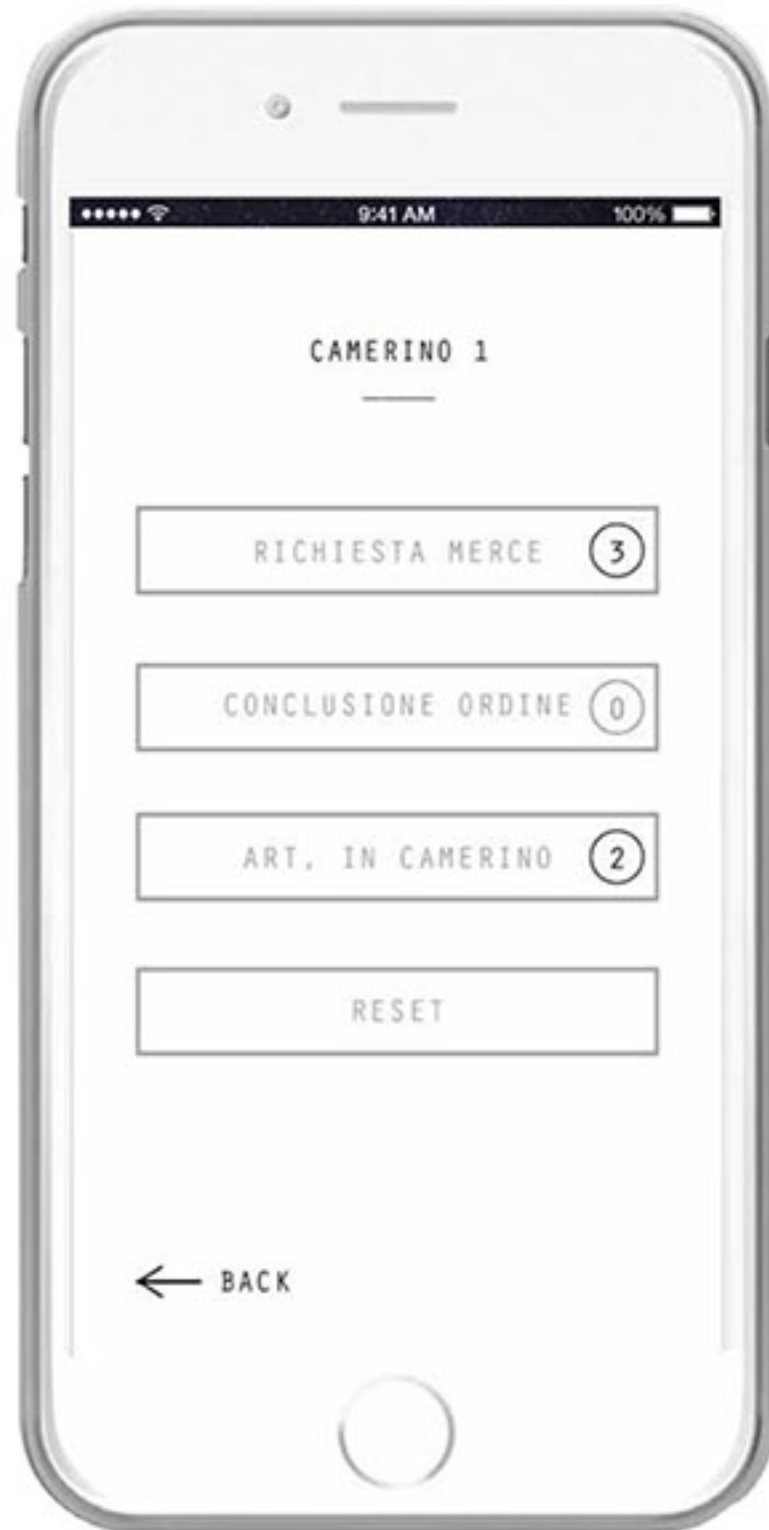 9:41 AM 100%
CAMERINO 1
RICHIESTA MERCE 3
CONCLUSIONE ORDINE 0
ART. IN CAMERINO 2
RESET
BACK